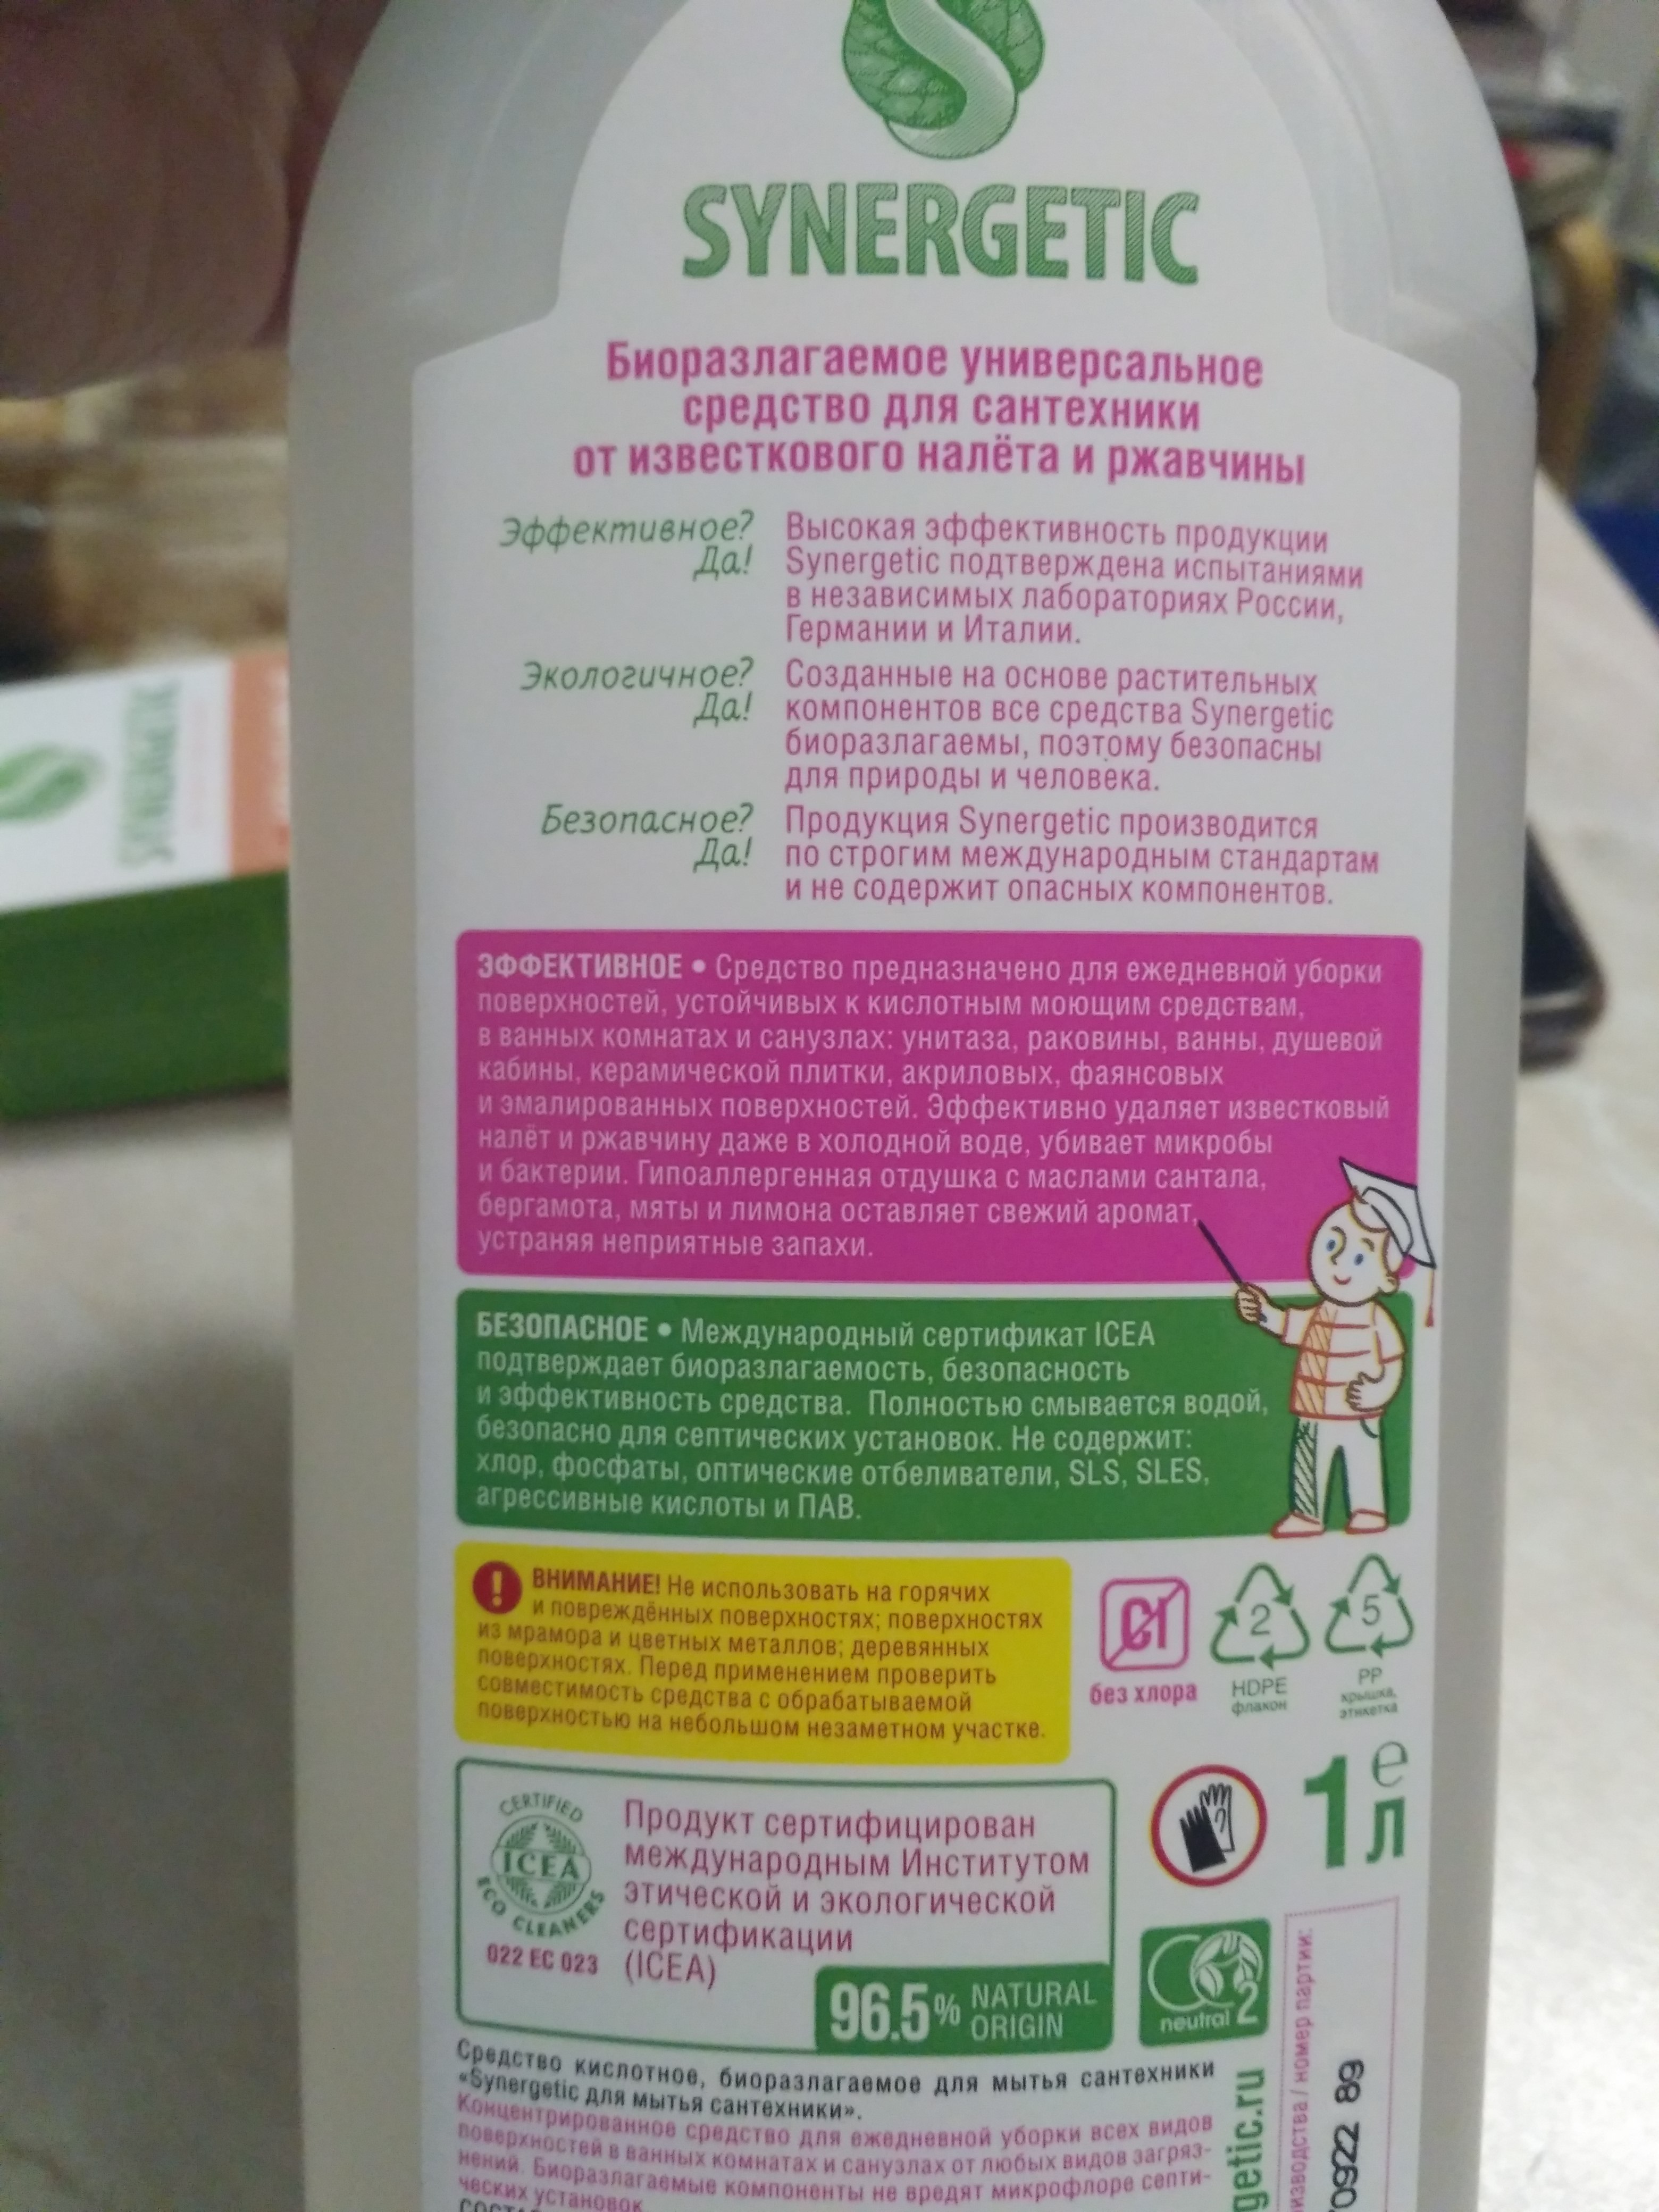 SYNERGETIC
Биоразлагаемое универсальное
средство для сантехники
от известкового налёта и ржавчины
Эффективное?
Да!
Высокая эффективность продукции
Synergetic подтверждена испытаниями
в независимых лабораториях России,
Германии и Италии.
Экологичное?
Да!
Созданные на основе растительных
компонентов все средства Synergetic
биоразлагаемы, поэтому безопасны
для природы и человека.
Безопасное?
Да!
Продукция Synergetic производится
по строгим международным стандартам
и не содержит опасных компонентов.
ЭФФЕКТИВНОЕ • Средство предназначено для ежедневной уборки
поверхностей, устойчивых к кислотным моющим средствам,
в ванных комнатах и санузлах: унитаза, раковины, ванны, душевой
кабины, керамической плитки, акриловых, фаянсовых
и эмалированных поверхностей. Эффективно удаляет известковый
налёт и ржавчину даже в холодной воде, убивает микробы
и бактерии. Гипоаллергенная отдушка с маслами сантала,
бергамота, мяты и лимона оставляет свежий аромат,
устраняя неприятные запахи.
БЕЗОПАСНОЕ • Международный сертификат ICEA
подтверждает биоразлагаемость, безопасность
и эффективность средства. Полностью смывается водой,
безопасно для септических установок. Не содержит:
хлор, фосфаты, оптические отбеливатели, SLS, SLES,
агрессивные кислоты и ПАВ.
! ВНИМАНИЕ! Не использовать на горячих
и повреждённых поверхностях; поверхностях
из мрамора и цветных металлов; деревянных
поверхностях. Перед применением проверить
совместимость средства с обрабатываемой
поверхностью на небольшом незаметном участке.
Cl
без хлора
2
HDPE
флакон
5
PP
крышка,
этикетка
CERTIFIED
ICEA
ECO CLEANERS
022 EC 023
Продукт сертифицирован
международным Институтом
этической и экологической
сертификации
(ICEA)
96.5% NATURAL
ORIGIN
1 л e
CO2
neutral
Средство кислотное, биоразлагаемое для мытья сантехники
«Synergetic для мытья сантехники».
Концентрированное средство для ежедневной уборки всех видов
поверхностей в ванных комнатах и санузлах от любых видов загряз-
нений. Биоразлагаемые компоненты не вредят микрофлоре септи-
ческих установок.
getic.ru
изводства / номер партии:
0922 89
SYNERGETIC